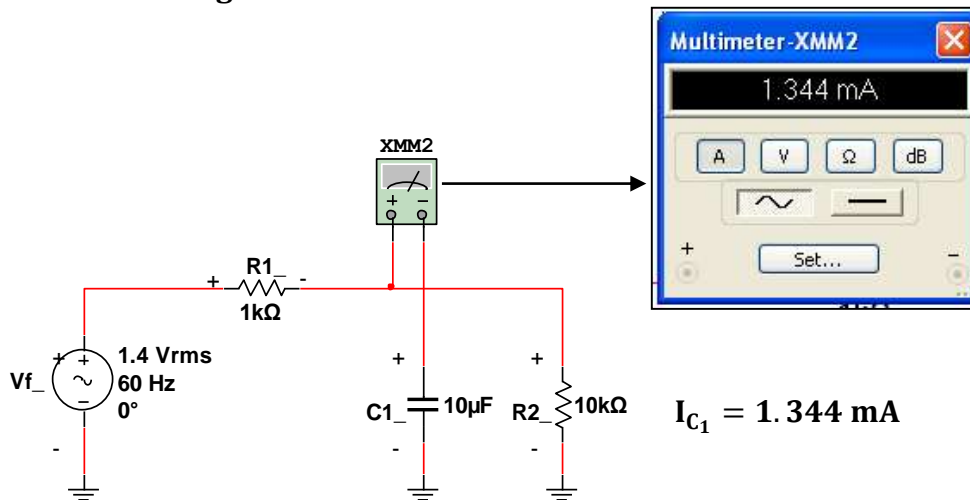 Multimeter-XMM2
1.344 mA
A
V
Ω
dB
+
Set...
-
XMM2
+ -
+ R1_ -
1kΩ
+ +
1.4 Vrms
Vf_
60 Hz
0°
-
-
+
C1_
10µF
-
+
R2_
10kΩ
-
I_C₁ = 1.344 mA